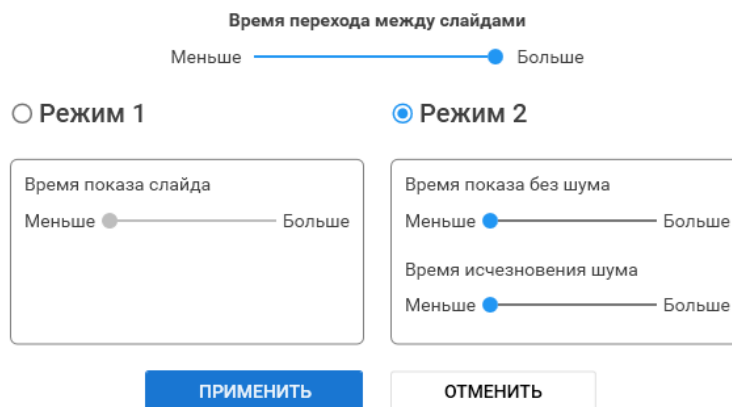 Время перехода между слайдами
Меньше Больше
Режим 1 Режим 2
Время показа слайда
Меньше Больше
Время показа без шума
Меньше Больше
Время исчезновения шума
Меньше Больше
ПРИМЕНИТЬ ОТМЕНИТЬ